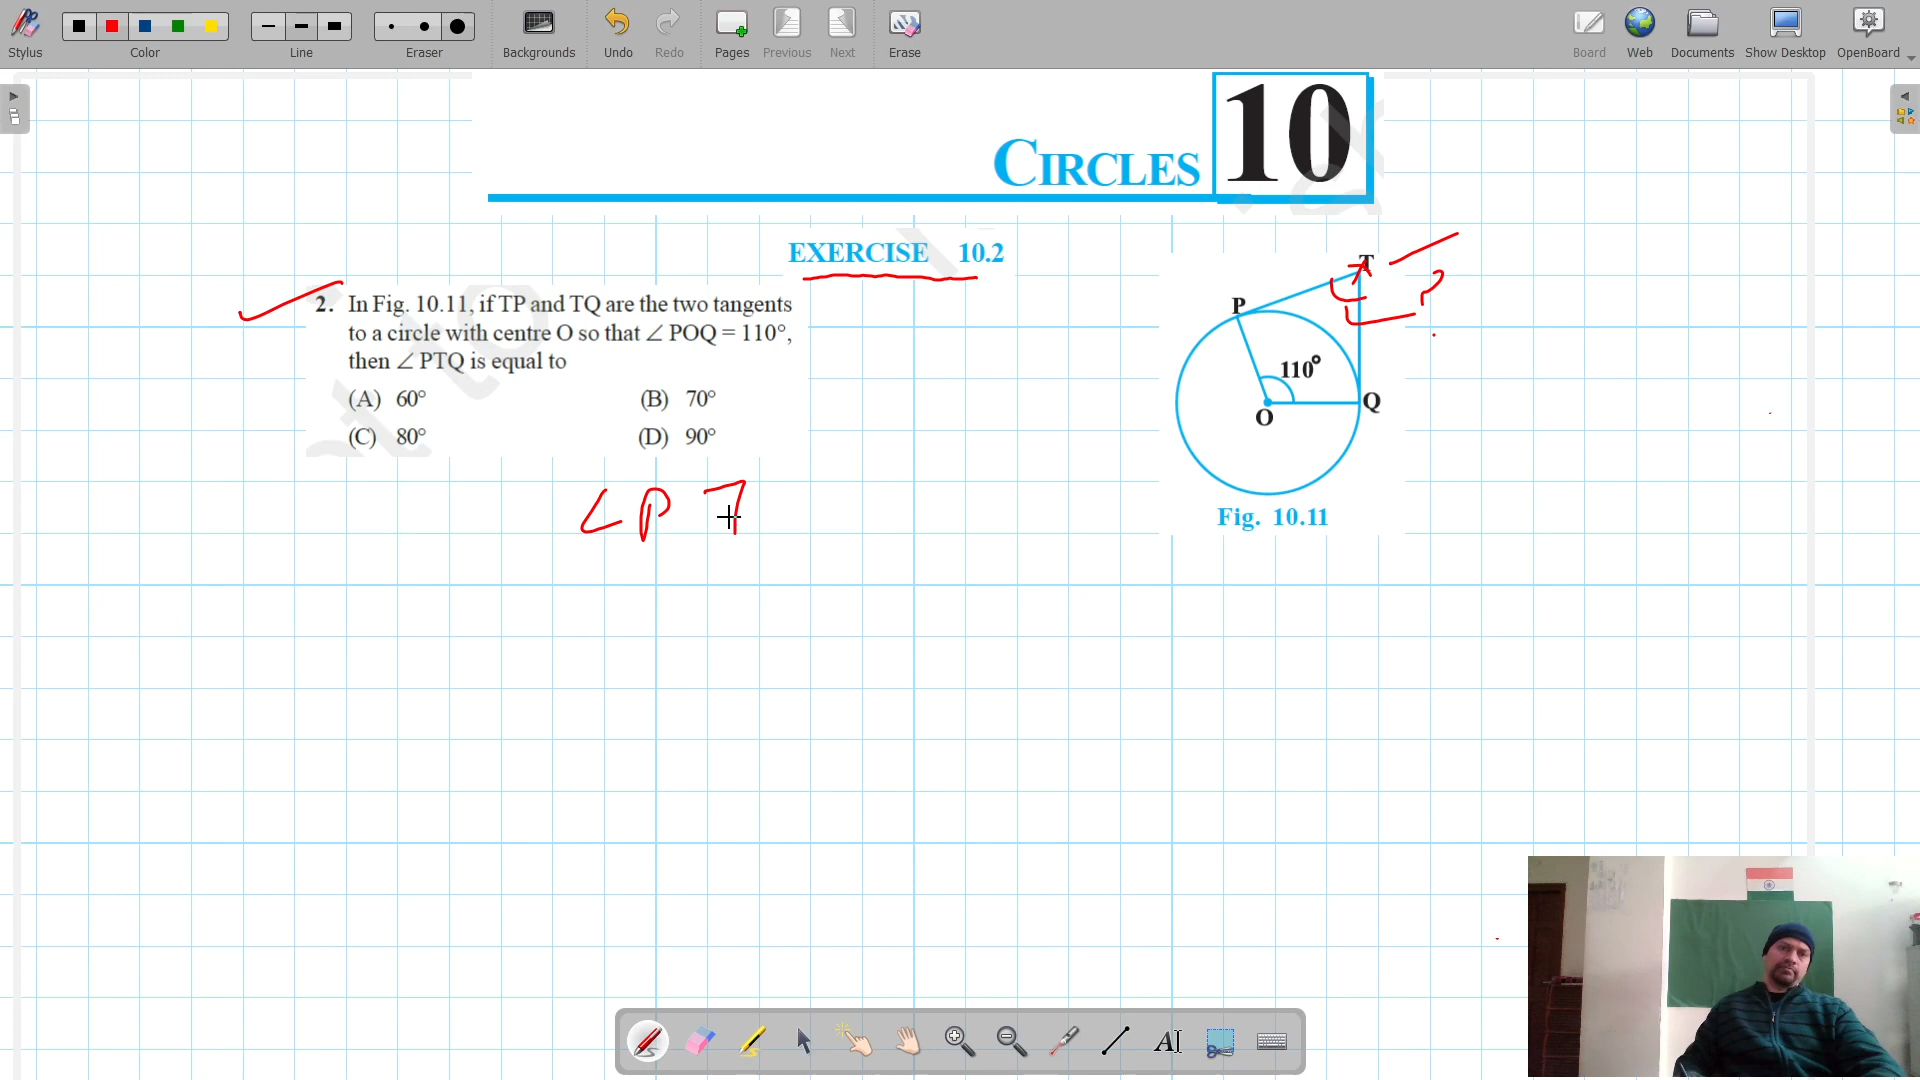 Stylus Color Line Eraser Backgrounds Undo Redo Pages Previous Next Erase Board Web Documents Show Desktop OpenBoard
CIRCLES 10
EXERCISE 10.2
2. In Fig. 10.11, if TP and TQ are the two tangents
to a circle with centre O so that ∠ POQ = 110°,
then ∠ PTQ is equal to
(A) 60° (B) 70°
(C) 80° (D) 90°
T
?
P
110°
O
Q
Fig. 10.11
∠ P T